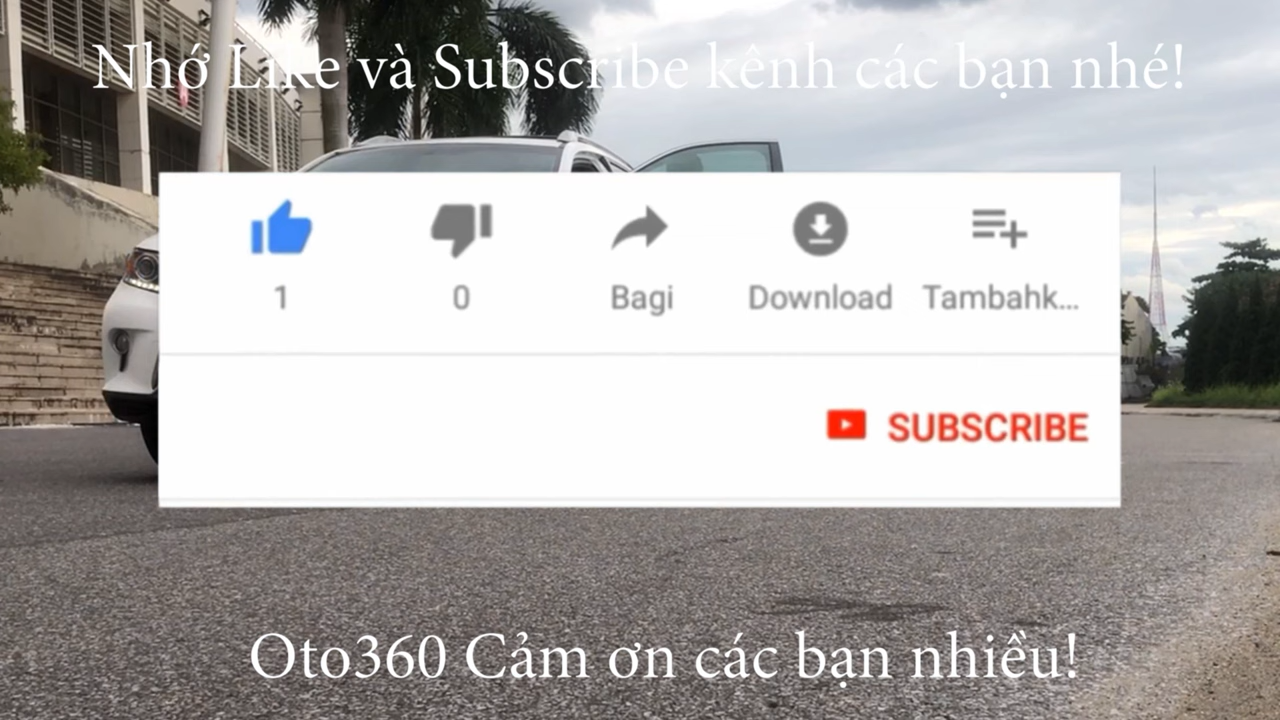 Nhớ Like và Subscribe kênh các bạn nhé!
1 0 Bagi Download Tambahk...
SUBSCRIBE
Oto360 Cảm ơn các bạn nhiều!